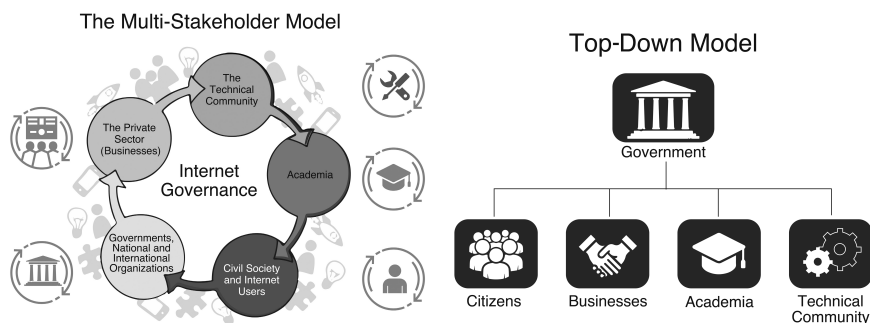 The Multi-Stakeholder Model
The
Technical
Community
The Private
Sector
(Businesses)
Internet
Governance
Academia
Governments,
National and
International
Organizations
Civil Society
and Internet
Users
Top-Down Model
Government
Citizens
Businesses
Academia
Technical
Community